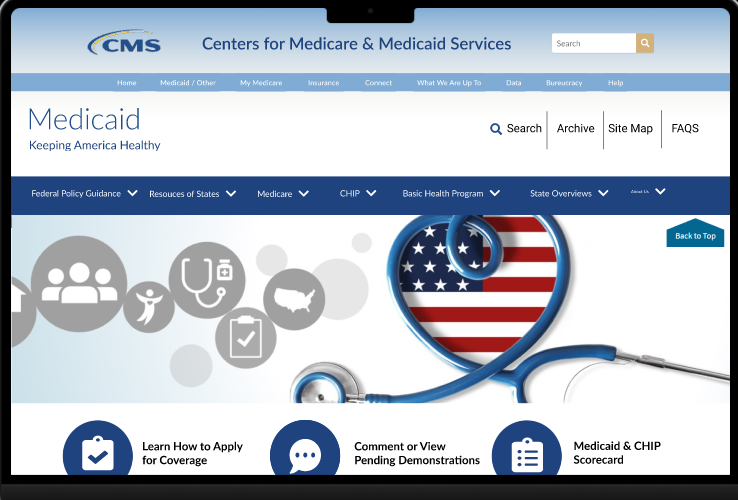 CMS
Centers for Medicare & Medicaid Services
Search
Home Medicaid / Other My Medicare Insurance Connect What We Are Up To Data Bureucracy Help
Medicaid
Keeping America Healthy
Search Archive Site Map FAQS
Federal Policy Guidance Resouces of States Medicare CHIP Basic Health Program State Overviews About Us
Back to Top
Learn How to Apply
for Coverage
Comment or View
Pending Demonstrations
Medicaid & CHIP
Scorecard